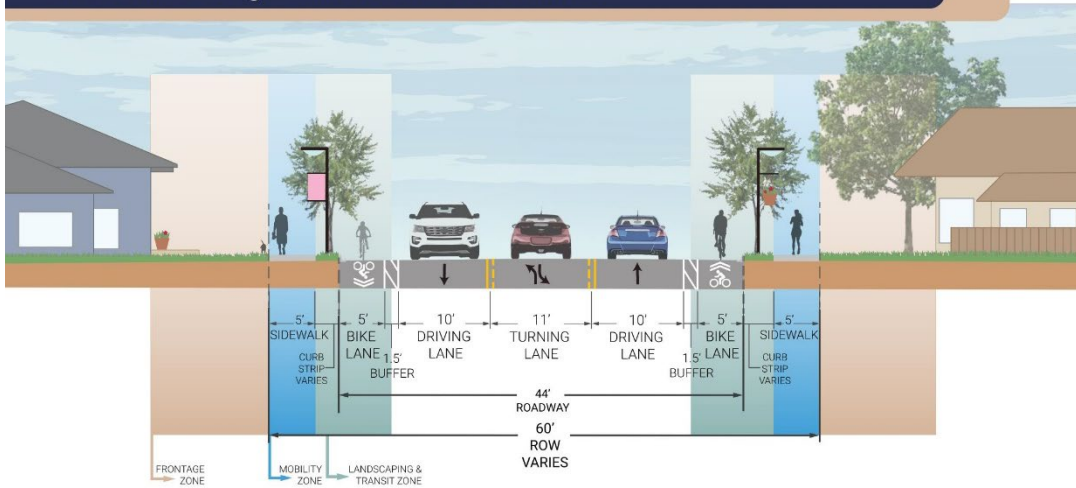 5'
SIDEWALK
CURB
STRIP
VARIES
5'
BIKE
LANE
1.5'
BUFFER
10'
DRIVING
LANE
11'
TURNING
LANE
10'
DRIVING
LANE
1.5'
BUFFER
5'
BIKE
LANE
CURB
STRIP
VARIES
5'
SIDEWALK
44'
ROADWAY
60'
ROW
VARIES
FRONTAGE
ZONE
MOBILITY
ZONE
LANDSCAPING &
TRANSIT ZONE